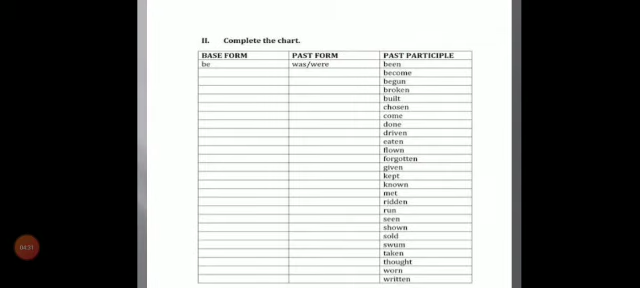 II. Complete the chart.
BASE FORM PAST FORM PAST PARTICIPLE
be was/were been
become
begun
broken
built
chosen
come
done
driven
eaten
flown
forgotten
given
kept
known
met
ridden
run
seen
shown
sold
swum
taken
thought
worn
written
04:31